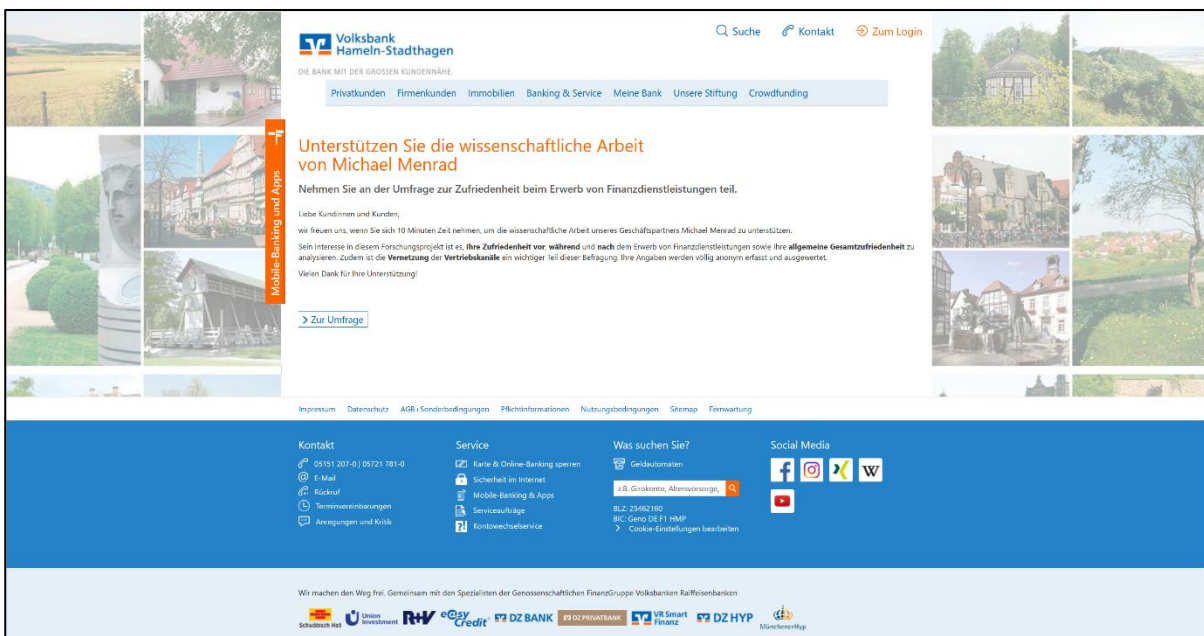 Volksbank
Hameln-Stadthagen
DIE BANK MIT DER GROSSEN KUNDENNÄHE.
Suche Kontakt Zum Login
Privatkunden Firmenkunden Immobilien Banking & Service Meine Bank Unsere Stiftung Crowdfunding
Mobile-Banking und Apps
Unterstützen Sie die wissenschaftliche Arbeit
von Michael Menrad
Nehmen Sie an der Umfrage zur Zufriedenheit beim Erwerb von Finanzdienstleistungen teil.
Liebe Kundinnen und Kunden,
wir freuen uns, wenn Sie sich 10 Minuten Zeit nehmen, um die wissenschaftliche Arbeit unseres Geschäftspartners Michael Menrad zu unterstützen.
Sein Interesse in diesem Forschungsprojekt ist es, Ihre Zufriedenheit vor, während und nach dem Erwerb von Finanzdienstleistungen sowie Ihre allgemeine Gesamtzufriedenheit zu
analysieren. Zudem ist die Vernetzung der Vertriebskanäle ein wichtiger Teil dieser Befragung. Ihre Angaben werden völlig anonym erfasst und ausgewertet.
Vielen Dank für Ihre Unterstützung!
Zur Umfrage
Impressum Datenschutz AGB+Sonderbedingungen Pflichtinformationen Nutzungsbedingungen Sitemap Fernwartung
Kontakt
05151 207-0 | 05721 781-0
E-Mail
Rückruf
Terminvereinbarungen
Anregungen und Kritik
Service
Karte & Online-Banking sperren
Sicherheit im Internet
Mobile-Banking & Apps
Serviceaufträge
Kontowechselservice
Was suchen Sie?
Geldautomaten
z.B. Girokonto, Altersvorsorge,
BLZ: 25462160
BIC: Geno DE F1 HMP
Cookie-Einstellungen bearbeiten
Social Media
W
Wir machen den Weg frei. Gemeinsam mit den Spezialisten der Genossenschaftlichen FinanzGruppe Volksbanken Raiffeisenbanken
Schwäbisch Hall Union Investment R+V easyCredit DZ BANK DZ PRIVATBANK VR Smart Finanz DZ HYP MünchenerHyp